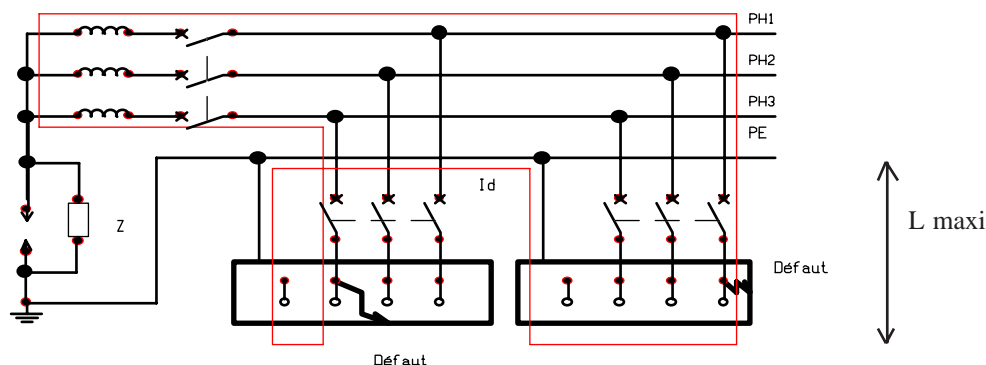 PH1
PH2
PH3
PE
Id
Z
L maxi
Défaut
Défaut